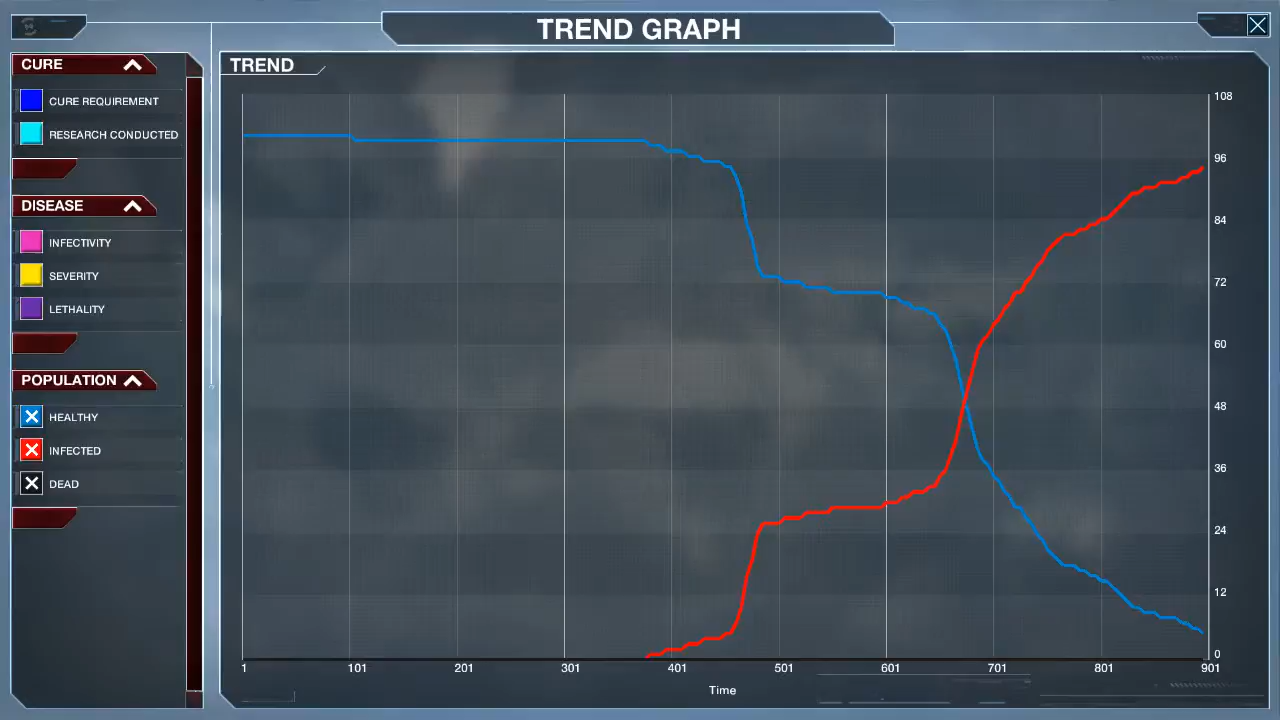 TREND GRAPH
CURE
CURE REQUIREMENT
RESEARCH CONDUCTED
DISEASE
INFECTIVITY
SEVERITY
LETHALITY
POPULATION
HEALTHY
INFECTED
DEAD
TREND
108
96
84
72
60
48
36
24
12
0
1 101 201 301 401 501 601 701 801 901
Time